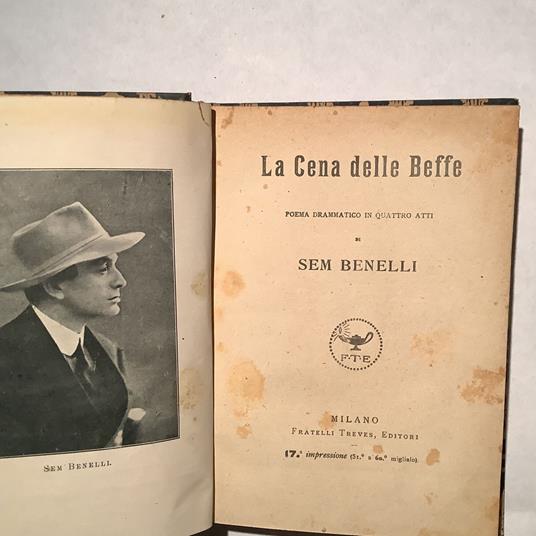 SEM BENELLI.
La Cena delle Beffe
POEMA DRAMMATICO IN QUATTRO ATTI
DI
SEM BENELLI
F·T·E
MILANO
FRATELLI TREVES, EDITORI
17.ª impressione (51.º a 60.º migliaio).